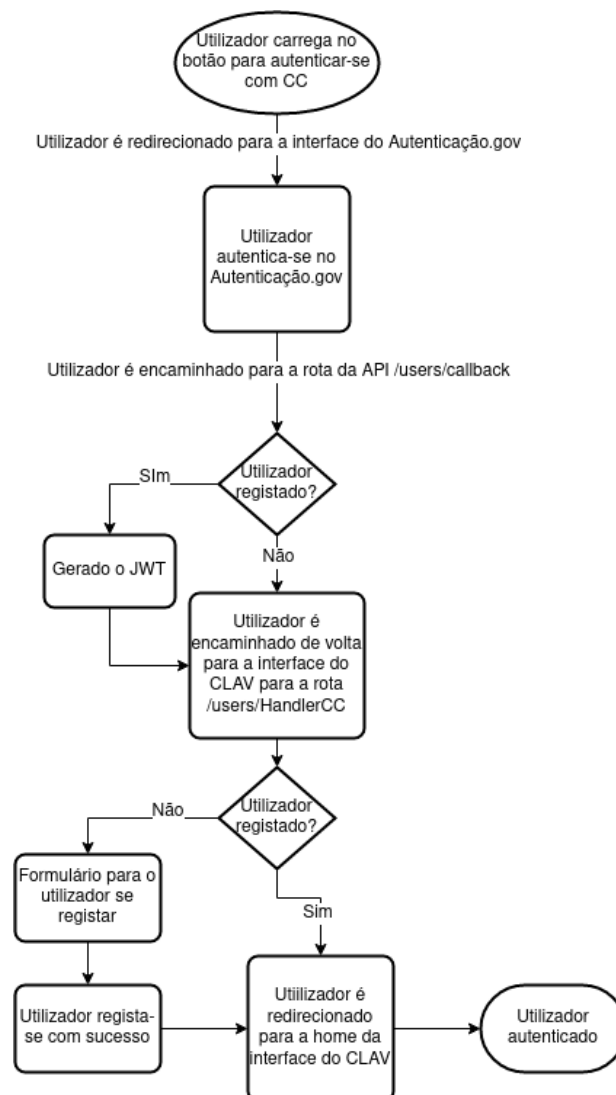 Utilizador carrega no
botão para autenticar-se
com CC
Utilizador é redirecionado para a interface do Autenticação.gov
Utilizador
autentica-se no
Autenticação.gov
Utilizador é encaminhado para a rota da API /users/callback
Utilizador
registado?
SIm
Não
Gerado o JWT
Utilizador é
encaminhado de volta
para a interface do
CLAV para a rota
/users/HandlerCC
Utilizador
registado?
Não
Sim
Formulário para o
utilizador se
registar
Utilizador regista-
se com sucesso
Utiilizador é
redirecionado
para a home da
interface do CLAV
Utilizador
autenticado